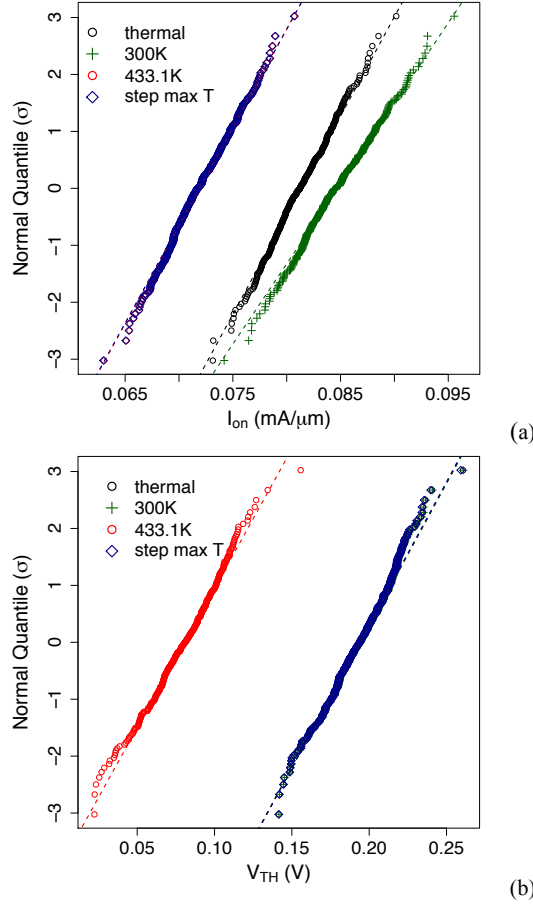 3
2
1
0
-1
-2
-3
Normal Quantile (σ)
thermal
300K
433.1K
step max T
0.065 0.075 0.085 0.095
Ion (mA/μm)
(a)
3
2
1
0
-1
-2
-3
Normal Quantile (σ)
thermal
300K
433.1K
step max T
0.05 0.10 0.15 0.20 0.25
VTH (V)
(b)